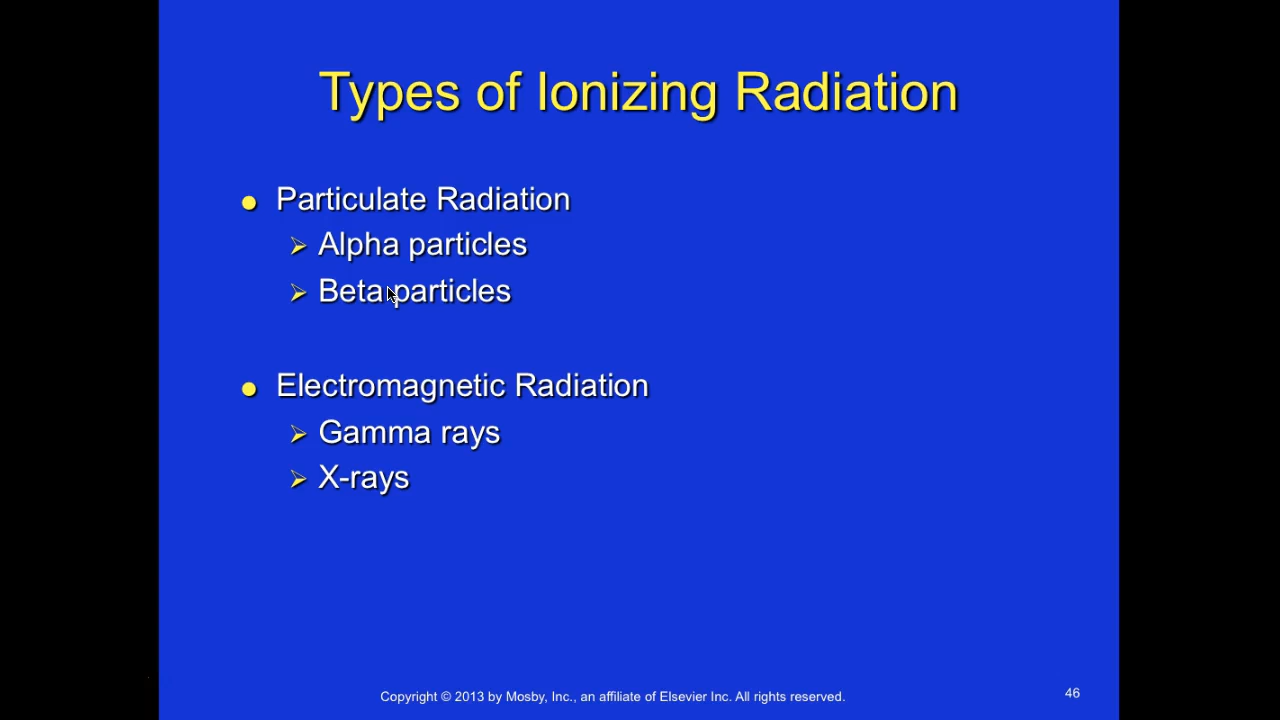 Types of Ionizing Radiation
Particulate Radiation
Alpha particles
Beta particles
Electromagnetic Radiation
Gamma rays
X-rays
Copyright © 2013 by Mosby, Inc., an affiliate of Elsevier Inc. All rights reserved.
46